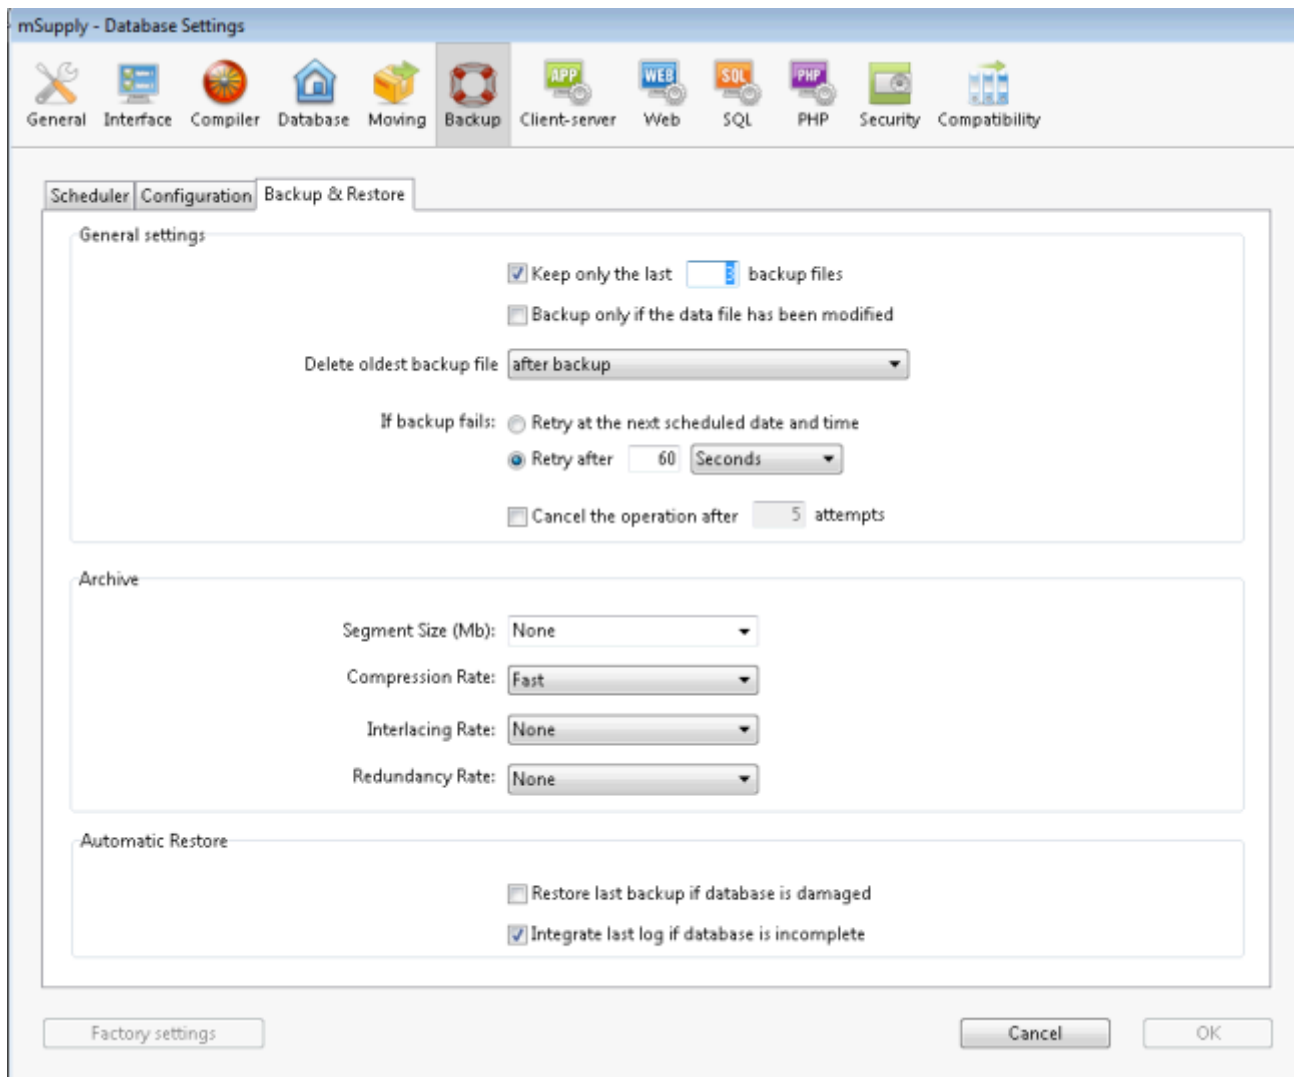 mSupply - Database Settings
APP WEB SQL PHP
General Interface Compiler Database Moving Backup Client-server Web SQL PHP Security Compatibility
Scheduler Configuration Backup & Restore
General settings
Keep only the last 3 backup files
Backup only if the data file has been modified
Delete oldest backup file after backup
If backup fails: Retry at the next scheduled date and time
Retry after 60 Seconds
Cancel the operation after 5 attempts
Archive
Segment Size (Mb): None
Compression Rate: Fast
Interlacing Rate: None
Redundancy Rate: None
Automatic Restore
Restore last backup if database is damaged
Integrate last log if database is incomplete
Factory settings Cancel OK